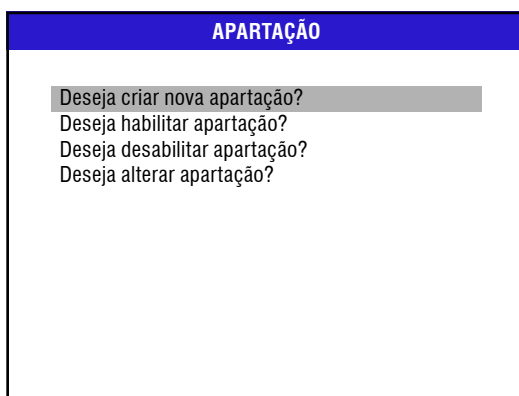 APARTAÇÃO
Deseja criar nova apartação?
Deseja habilitar apartação?
Deseja desabilitar apartação?
Deseja alterar apartação?